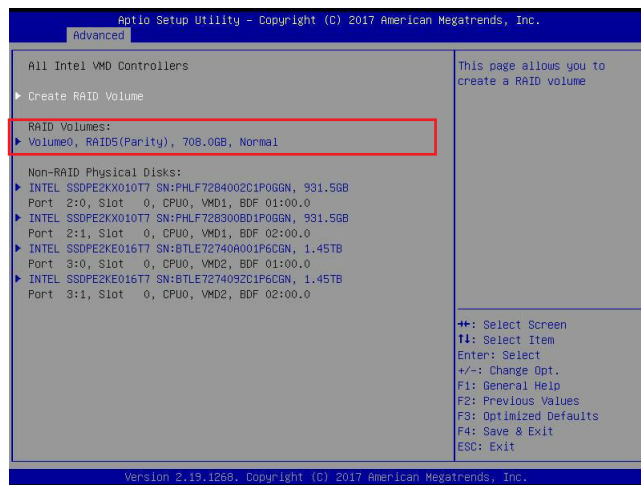 Aptio Setup Utility - Copyright (C) 2017 American Megatrends, Inc.
Advanced
All Intel VMD Controllers
Create RAID Volume
RAID Volumes:
Volume0, RAID5(Parity), 708.0GB, Normal
Non-RAID Physical Disks:
INTEL SSDPE2KX010T7 SN:PHLF7284002C1P0GGN, 931.5GB
Port 2:0, Slot 0, CPU0, VMD1, BDF 01:00.0
INTEL SSDPE2KX010T7 SN:PHLF728300BD1P0GGN, 931.5GB
Port 2:1, Slot 0, CPU0, VMD1, BDF 02:00.0
INTEL SSDPE2KE016T7 SN:BTLE72740A001P6CGN, 1.45TB
Port 3:0, Slot 0, CPU0, VMD2, BDF 01:00.0
INTEL SSDPE2KE016T7 SN:BTLE727409ZC1P6CGN, 1.45TB
Port 3:1, Slot 0, CPU0, VMD2, BDF 02:00.0
This page allows you to
create a RAID volume
→←: Select Screen
↑↓: Select Item
Enter: Select
+/-: Change Opt.
F1: General Help
F2: Previous Values
F3: Optimized Defaults
F4: Save & Exit
ESC: Exit
Version 2.19.1268. Copyright (C) 2017 American Megatrends, Inc.